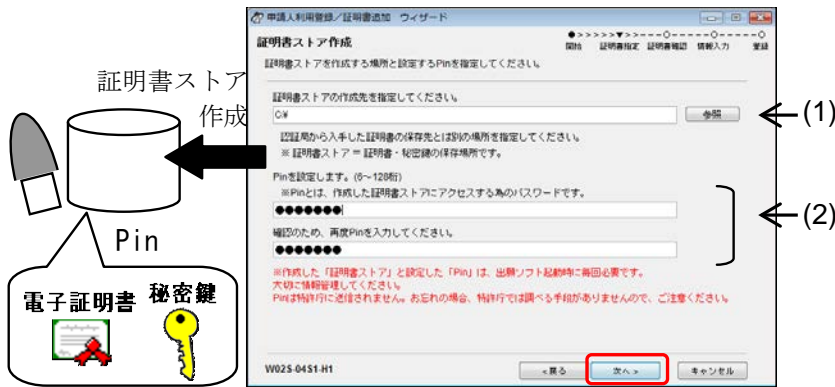 申請人利用登録/証明書追加 ウィザード
証明書ストア作成
●>>>>>▼>>---○-----○-----○
開始 証明書指定 証明書確認 情報入力 登録
証明書ストアを作成する場所と設定するPinを指定してください。
証明書ストアの作成先を指定してください。
C:¥
参照
(1)
認証局から入手した証明書の保存先とは別の場所を指定してください。
※ 証明書ストア = 証明書・秘密鍵の保存場所です。
Pinを設定します。(6~128桁)
※Pinとは、作成した証明書ストアにアクセスする為のパスワードです。
●●●●●●●
(2)
確認のため、再度Pinを入力してください。
●●●●●●●
※作成した「証明書ストア」と設定した「Pin」は、出願ソフト起動時に毎回必要です。
大切に情報管理してください。
Pinは特許庁に送信されません。お忘れの場合、特許庁では調べる手段がありませんので、ご注意ください。
W02S-04S1-H1
<戻る
次へ>
キャンセル
証明書ストア
作成
Pin
電子証明書
秘密鍵